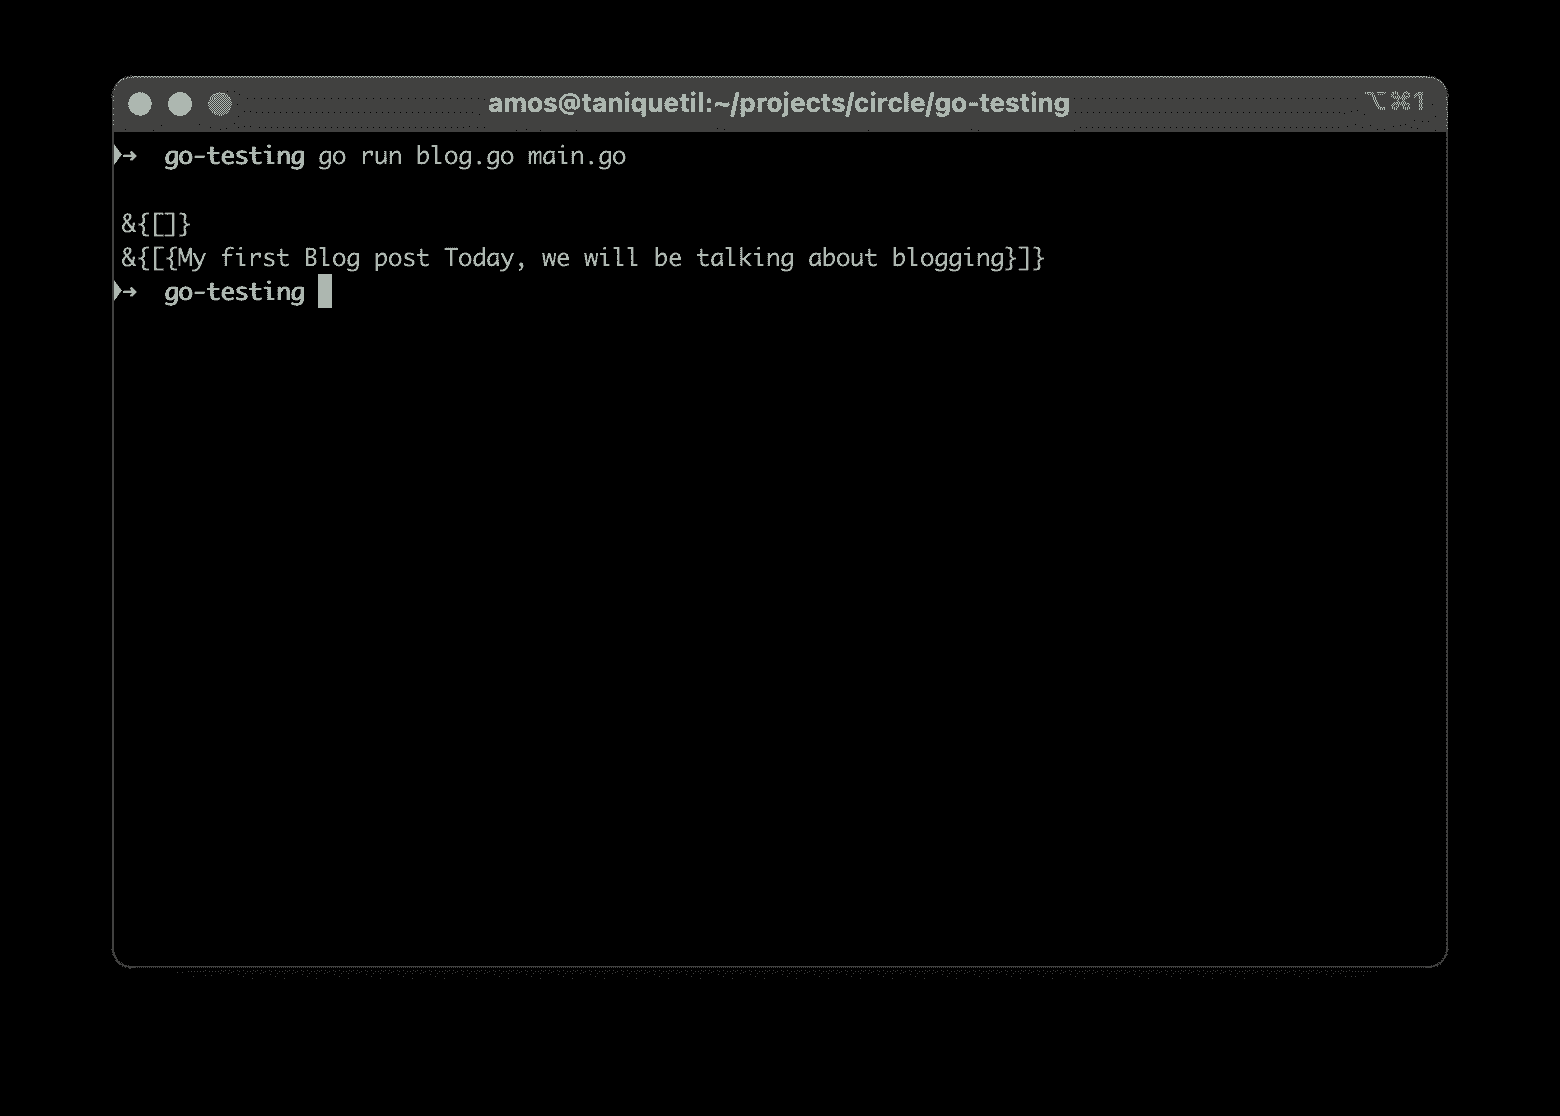 amos@taniquetil:~/projects/circle/go-testing ⌥⌘1
→ go-testing go run blog.go main.go
&{[]}
&{[{My first Blog post Today, we will be talking about blogging}]}
→ go-testing